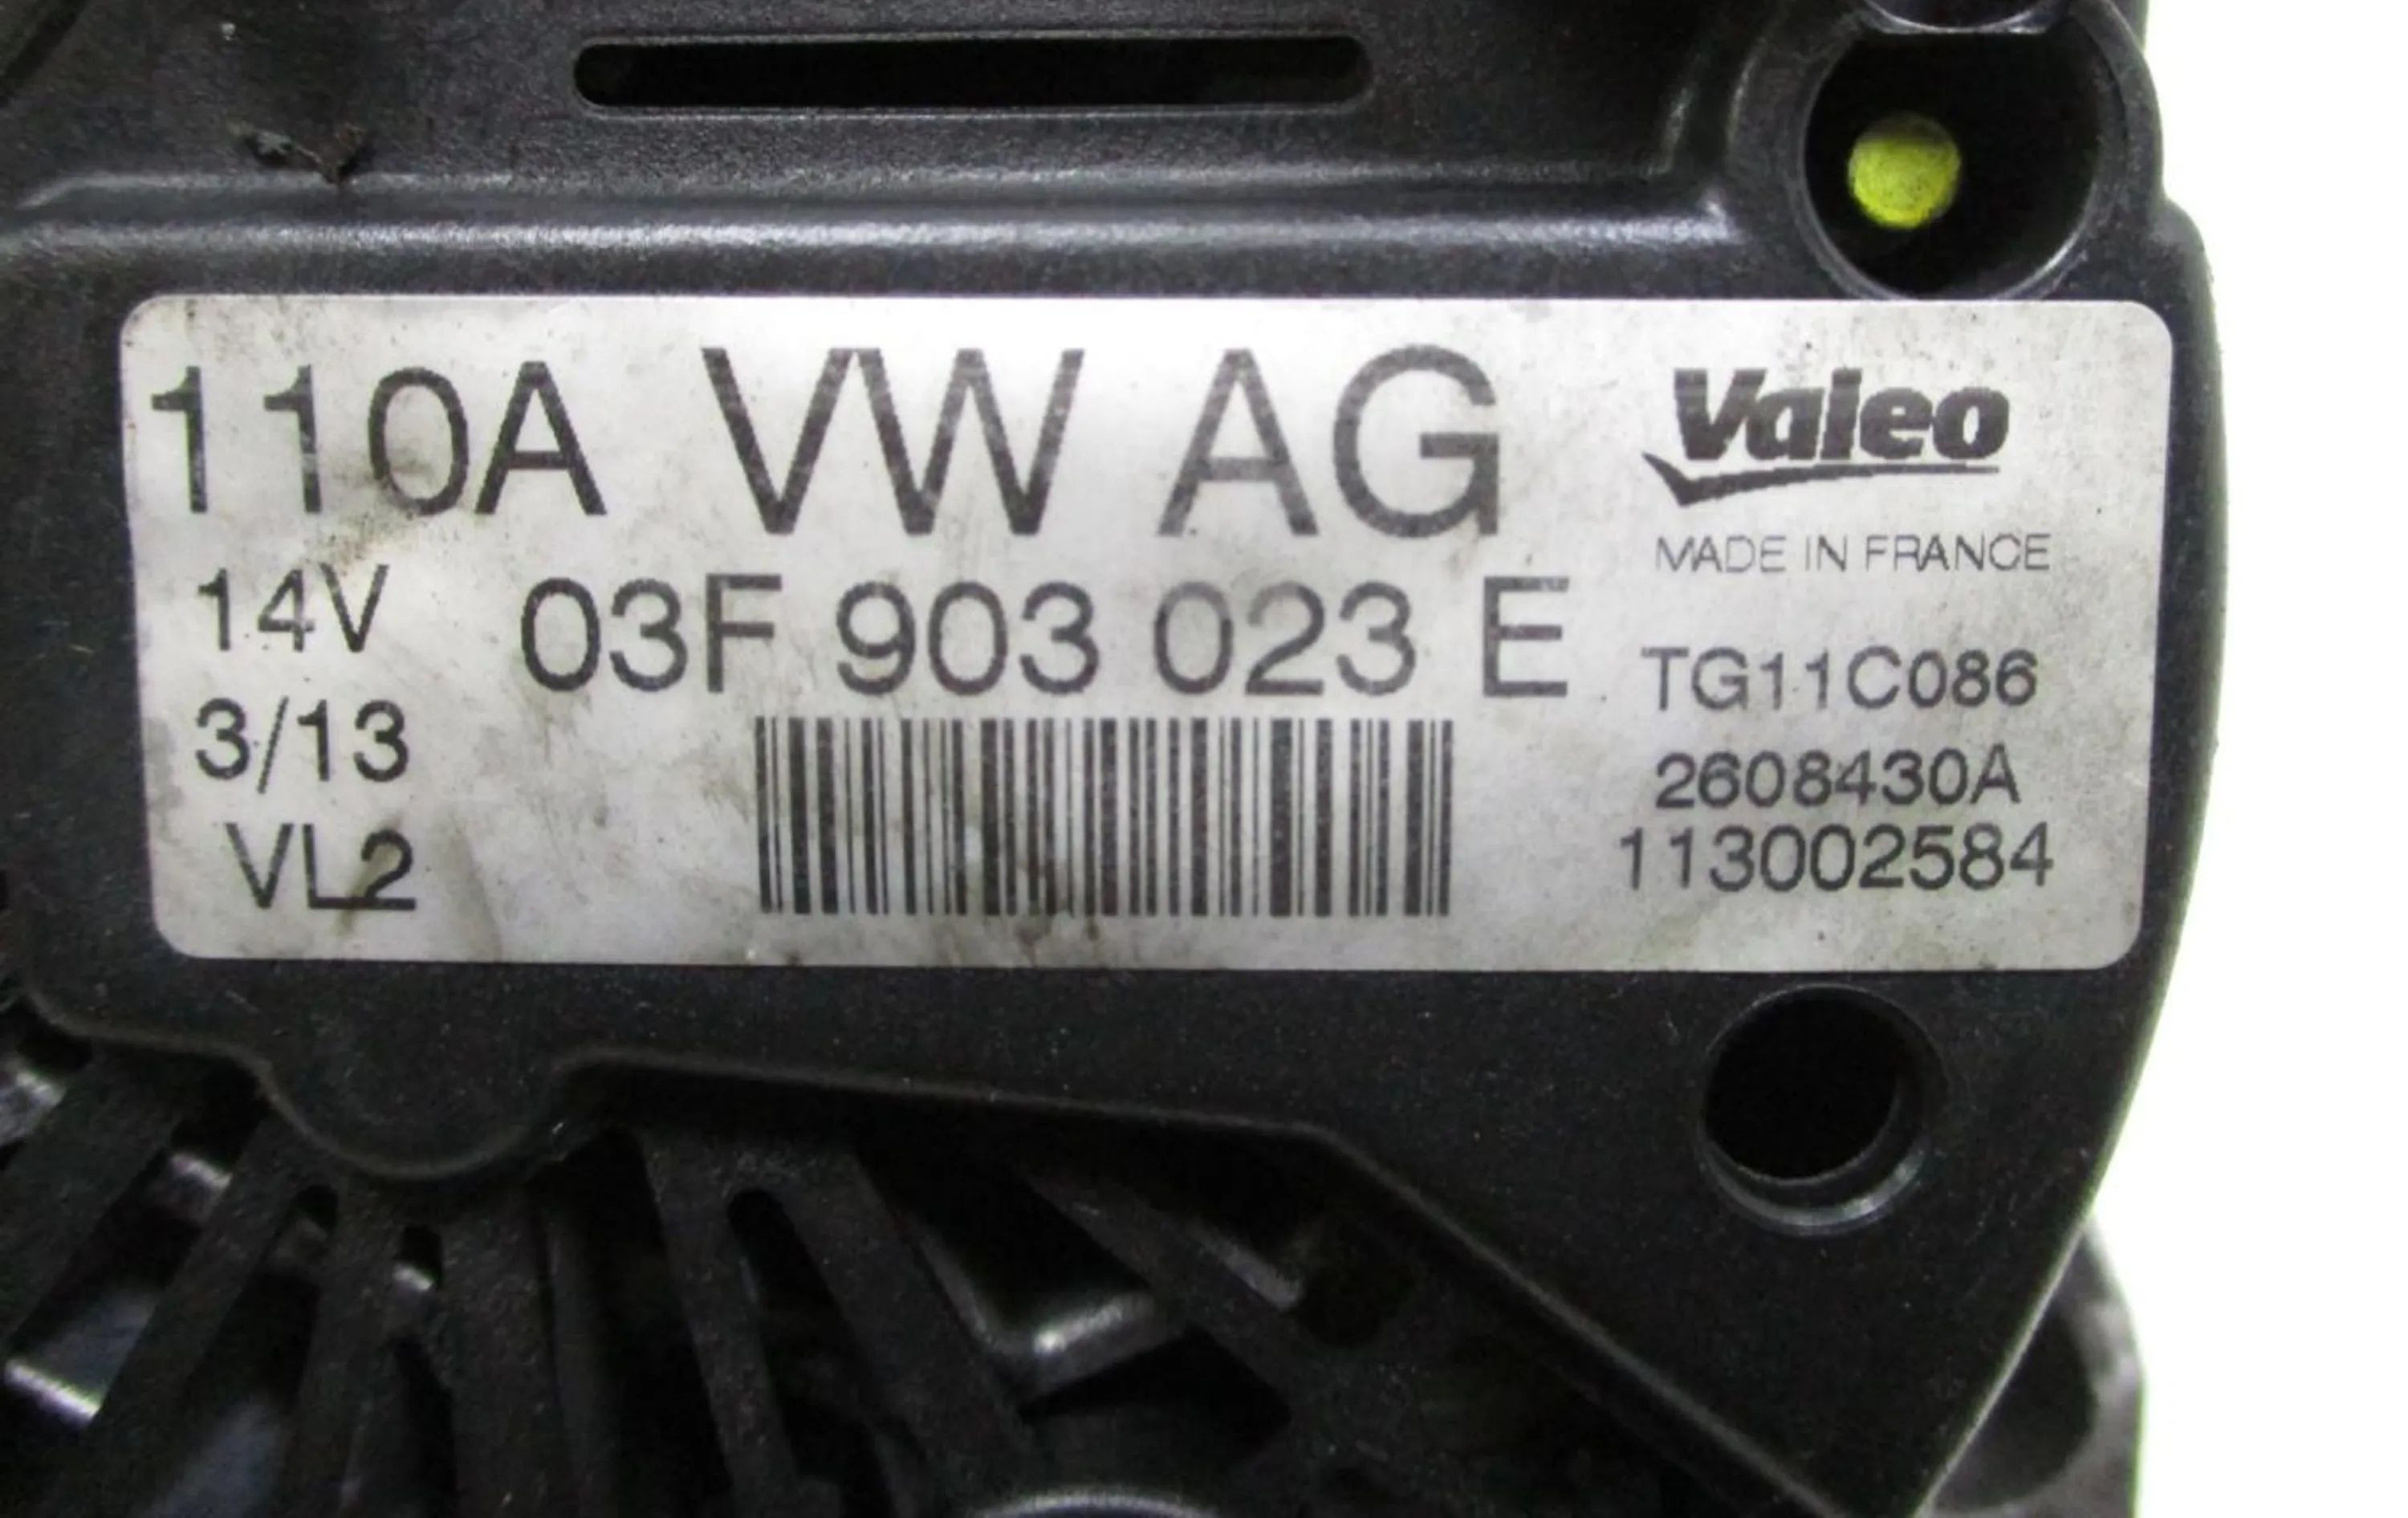 110A VW AG
Valeo
MADE IN FRANCE
14V 03F 903 023 E
TG11C086
3/13
2608430A
VL2
113002584